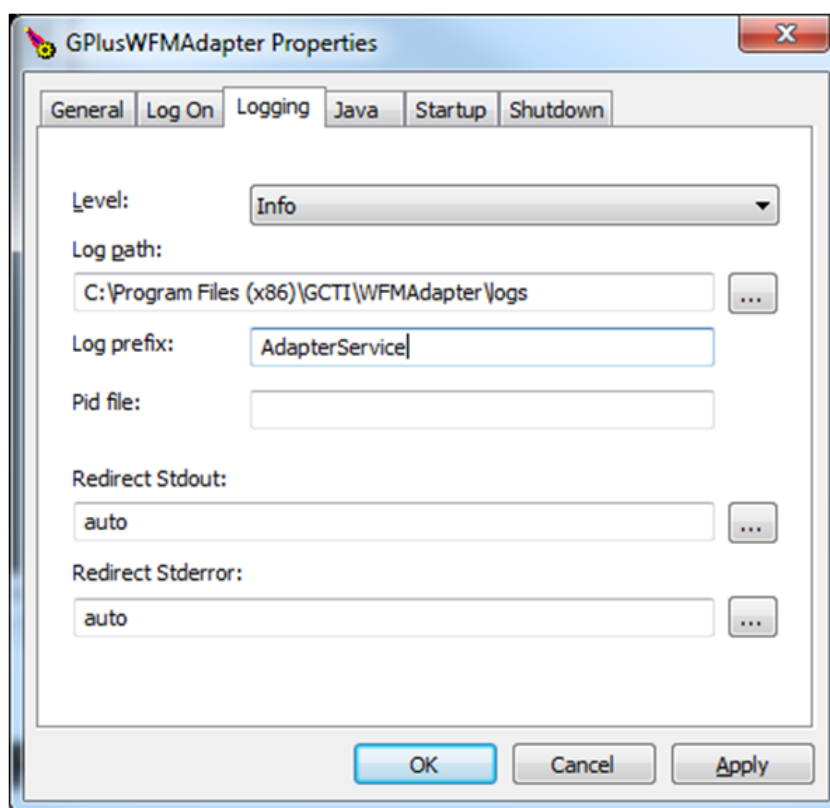 GPlusWFMAdapter Properties
General Log On Logging Java Startup Shutdown
Level: Info
Log path:
C:\Program Files (x86)\GCTI\WFMAdapter\logs ...
Log prefix: AdapterService
Pid file:
Redirect Stdout:
auto ...
Redirect Stderror:
auto ...
OK Cancel Apply